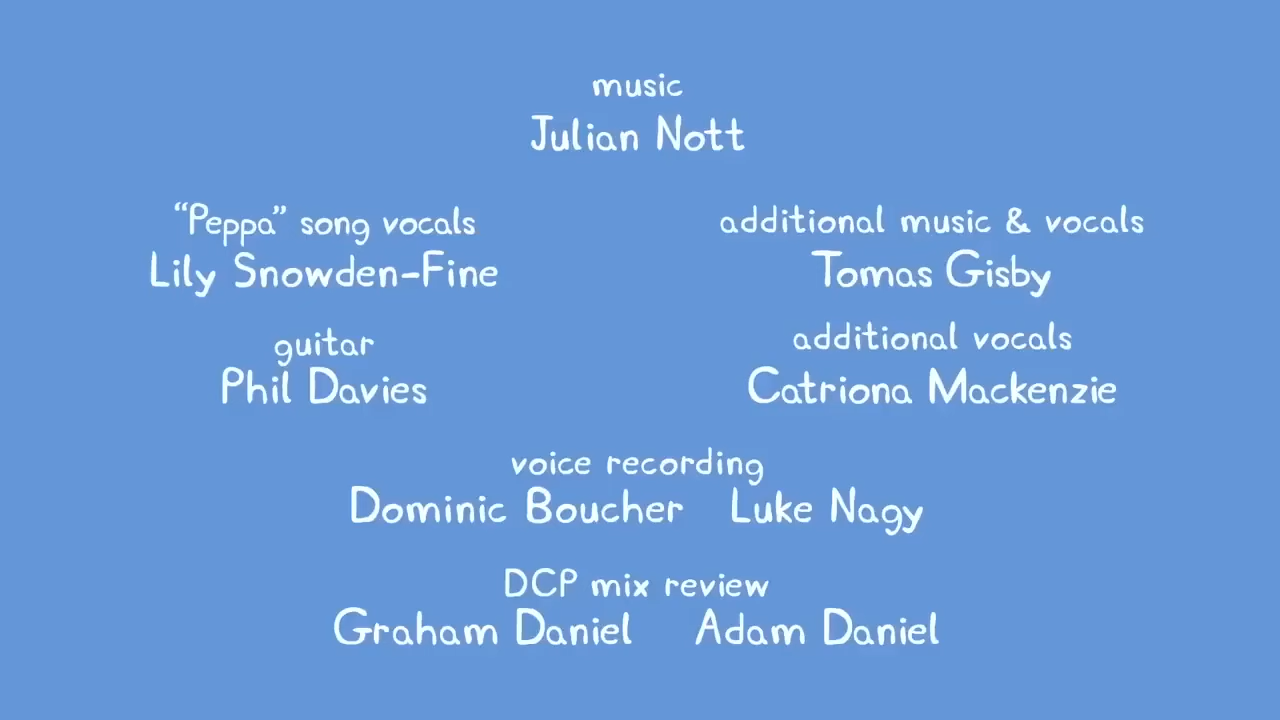 music
Julian Nott
“Peppa” song vocals
Lily Snowden-Fine
additional music & vocals
Tomas Gisby
guitar
Phil Davies
additional vocals
Catriona Mackenzie
voice recording
Dominic Boucher Luke Nagy
DCP mix review
Graham Daniel Adam Daniel